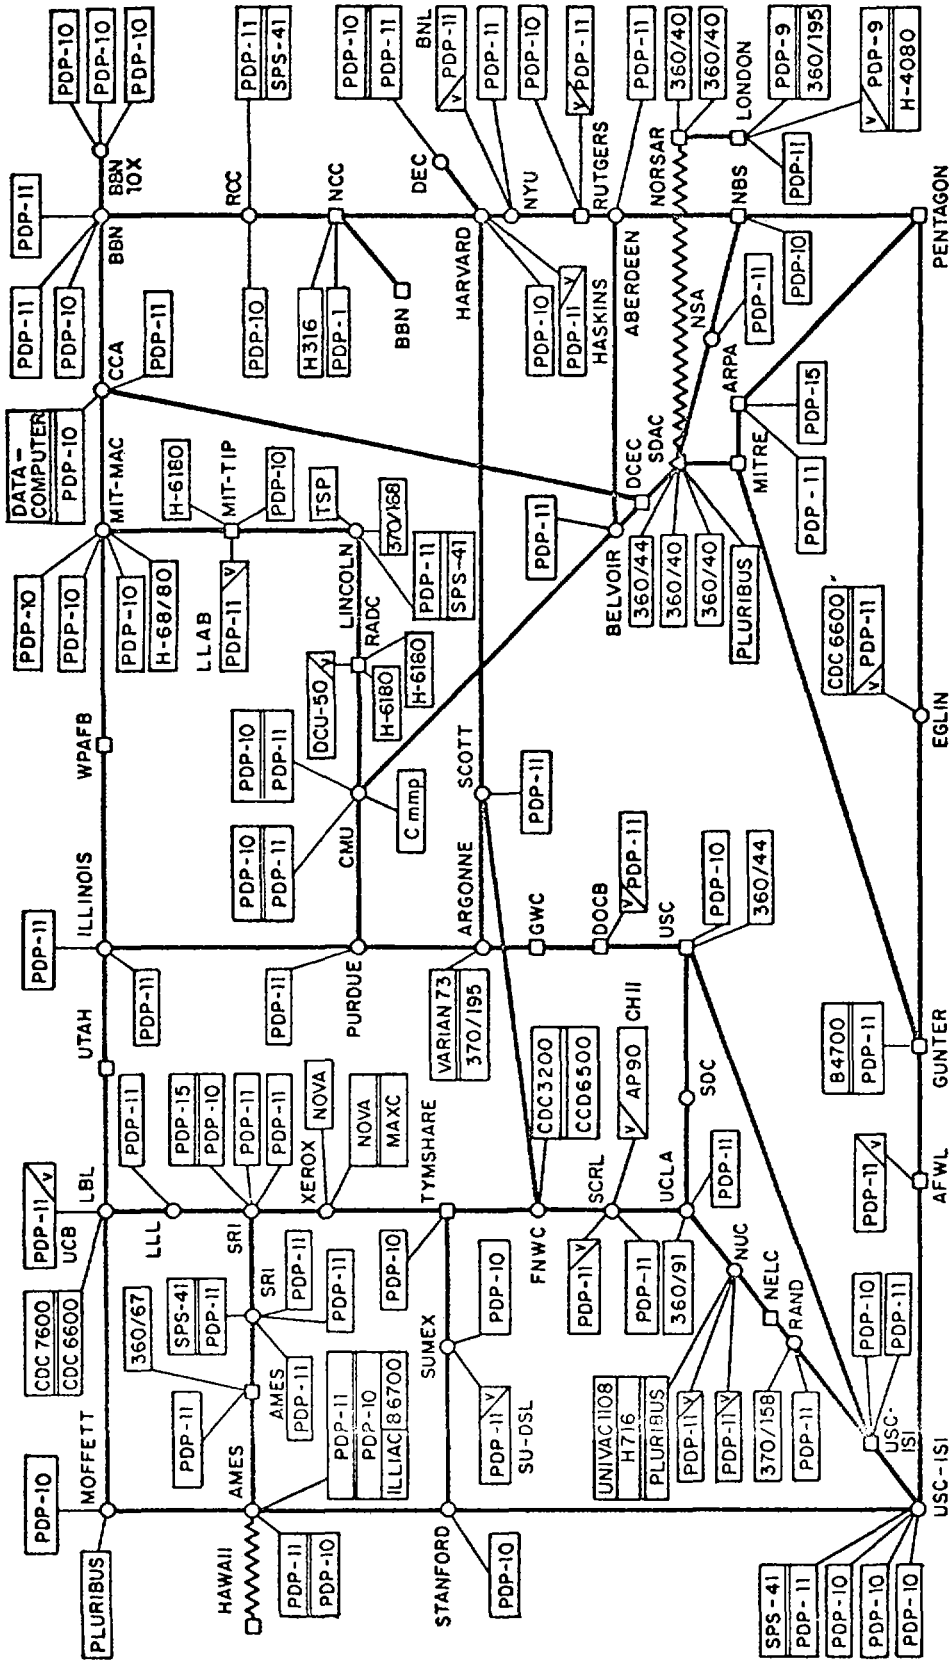 PDP-10
PLURIBUS
MOFFETT
CDC 7600
CDC 6600
PDP-11 V
UCB
LBL
UTAH
PDP-11
ILLINOIS
PDP-11
WPAFB
PDP-10
PDP-10
PDP-10
H-68/80
MIT-MAC
DATA-
COMPUTER
PDP-10
CCA
PDP-11
PDP-11
PDP-10
PDP-11
BBN
BBN
10X
PDP-10
PDP-10
PDP-10
LLL
PDP-11
SRI
PDP-15
PDP-10
PDP-11
PDP-11
360/67
PDP-11
SPS-41
PDP-11
SRI
PDP-11
PDP-11
AMES
PDP-11
AMES
HAWAII
PDP-11
PDP-10
PDP-11
PDP-10
ILLIAC
B6700
XEROX
NOVA
NOVA
MAXC
TYMSHARE
PDP-10
PURDUE
PDP-11
CMU
PDP-10
PDP-11
PDP-10
PDP-11
C mmp
RADC
DCU-50 V
H-6180
H-6180
LINCOLN
TSP
370/168
PDP-11
SPS-41
LLAB
PDP-11 V
MIT-TIP
H-6180
PDP-10
RCC
PDP-11
SPS-41
PDP-10
NCC
H316
PDP-1
BBN
DEC
PDP-10
PDP-11
STANFORD
PDP-10
SUMEX
PDP-10
PDP-11 V
SU-DSL
ARGONNE
VARIAN 73
370/195
SCOTT
PDP-11
HARVARD
PDP-10
PDP-11 V
HASKINS
BNL
V PDP-11
PDP-11
NYU
PDP-10
V PDP-11
RUTGERS
FNWC
CDC3200
CCD6500
GWC
DOCB
V PDP-11
SCRL
PDP-11 V
PDP-11
V AP90
CHII
UCLA
360/91
PDP-11
SDC
USC
PDP-10
360/44
BELVOIR
PDP-11
ABERDEEN
PDP-11
DCEC
SDAC
360/44
360/40
360/40
PLURIBUS
NORSAR
360/40
360/40
LONDON
PDP-11
PDP-9
360/195
V PDP-9
H-4080
NSA
PDP-11
NBS
PDP-10
ARPA
PDP-15
MITRE
PDP-11
NUC
UNIVAC1108
H716
PLURIBUS
PDP-11 V
PDP-11 V
NELC
RAND
370/158
PDP-11
USC-
ISI
PDP-10
PDP-11
USC-ISI
SPS-41
PDP-11
PDP-10
PDP-10
PDP-10
AFWL
PDP-11 V
GUNTER
B4700
PDP-11
EGLIN
CDC 6600
V PDP-11
PENTAGON